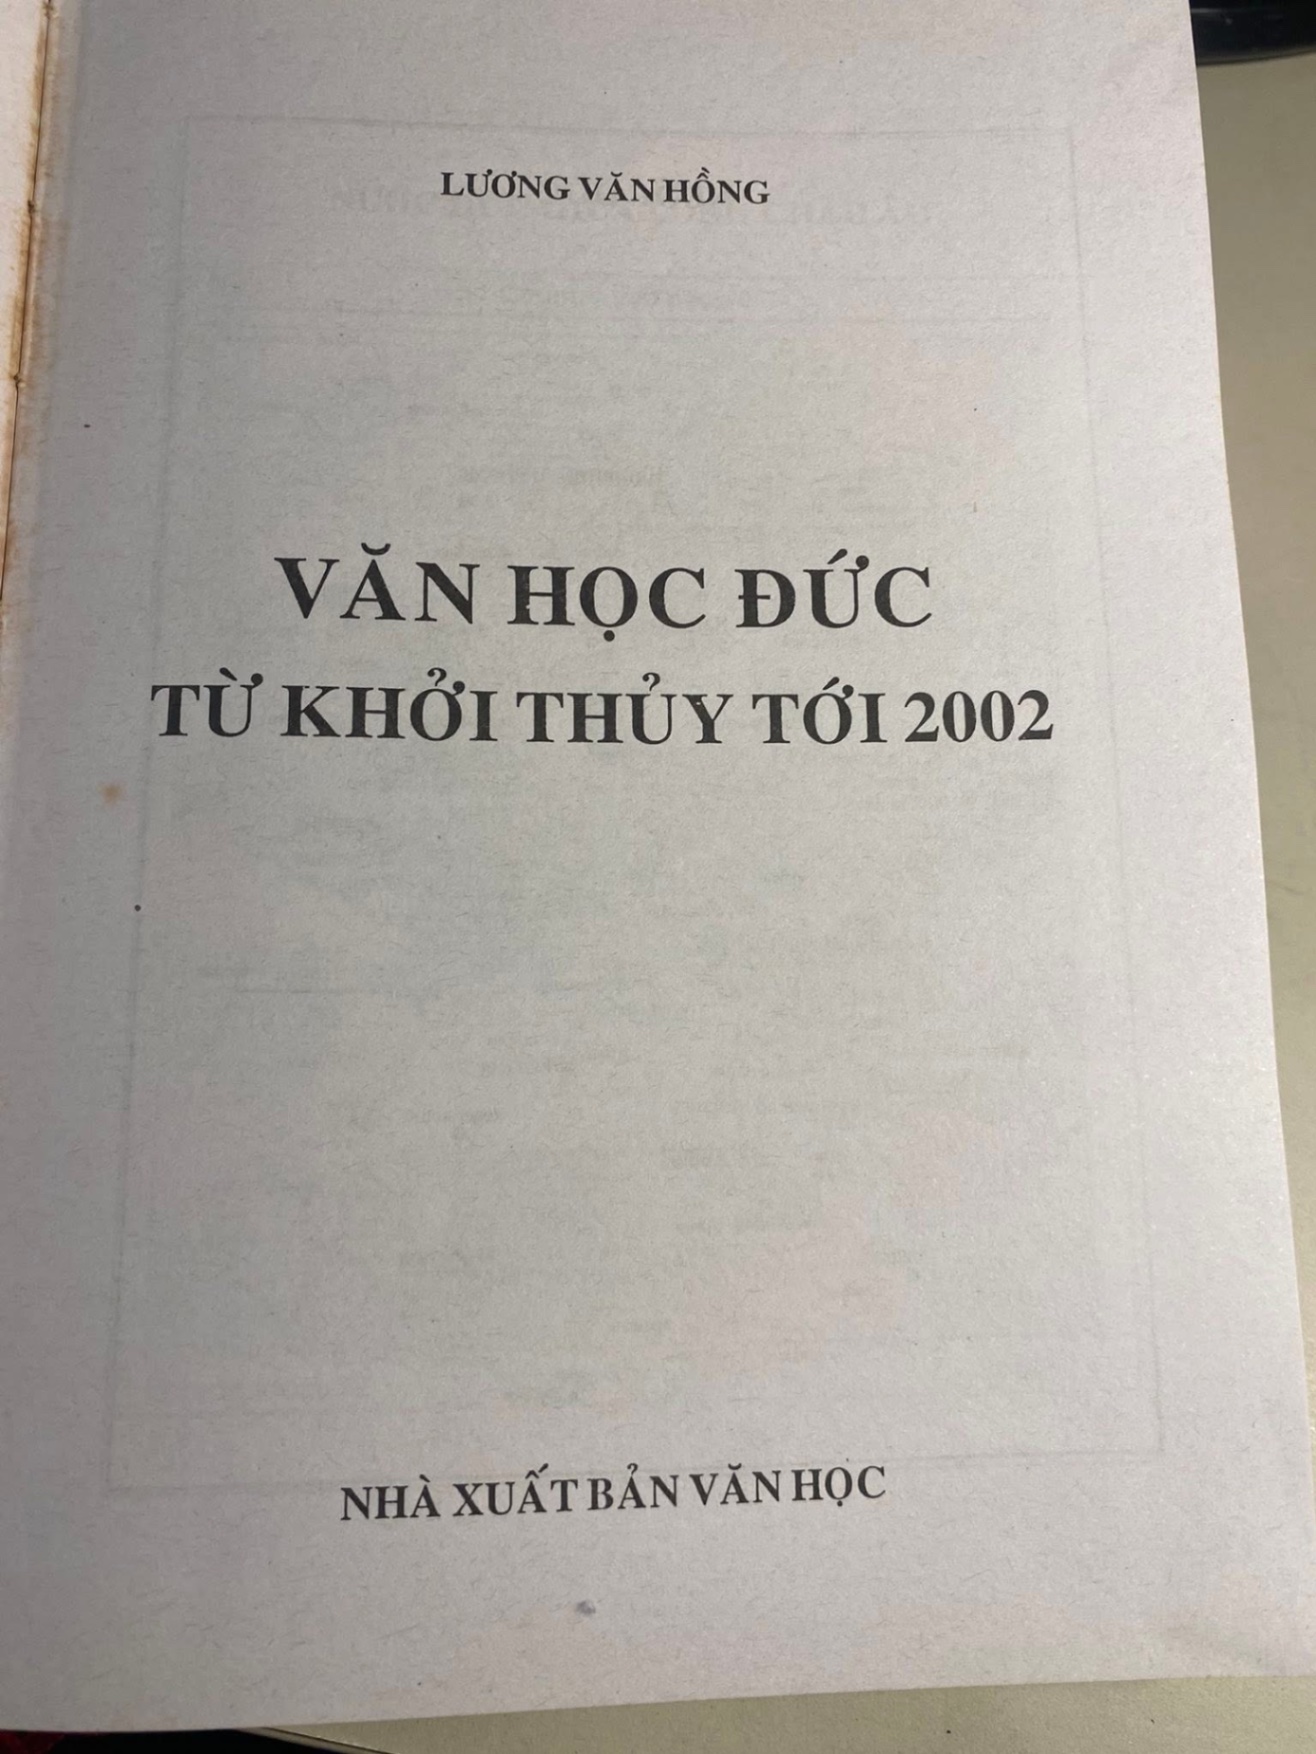 LƯƠNG VĂN HỒNG
VĂN HỌC ĐỨC
TỪ KHỞI THỦY TỚI 2002
NHÀ XUẤT BẢN VĂN HỌC